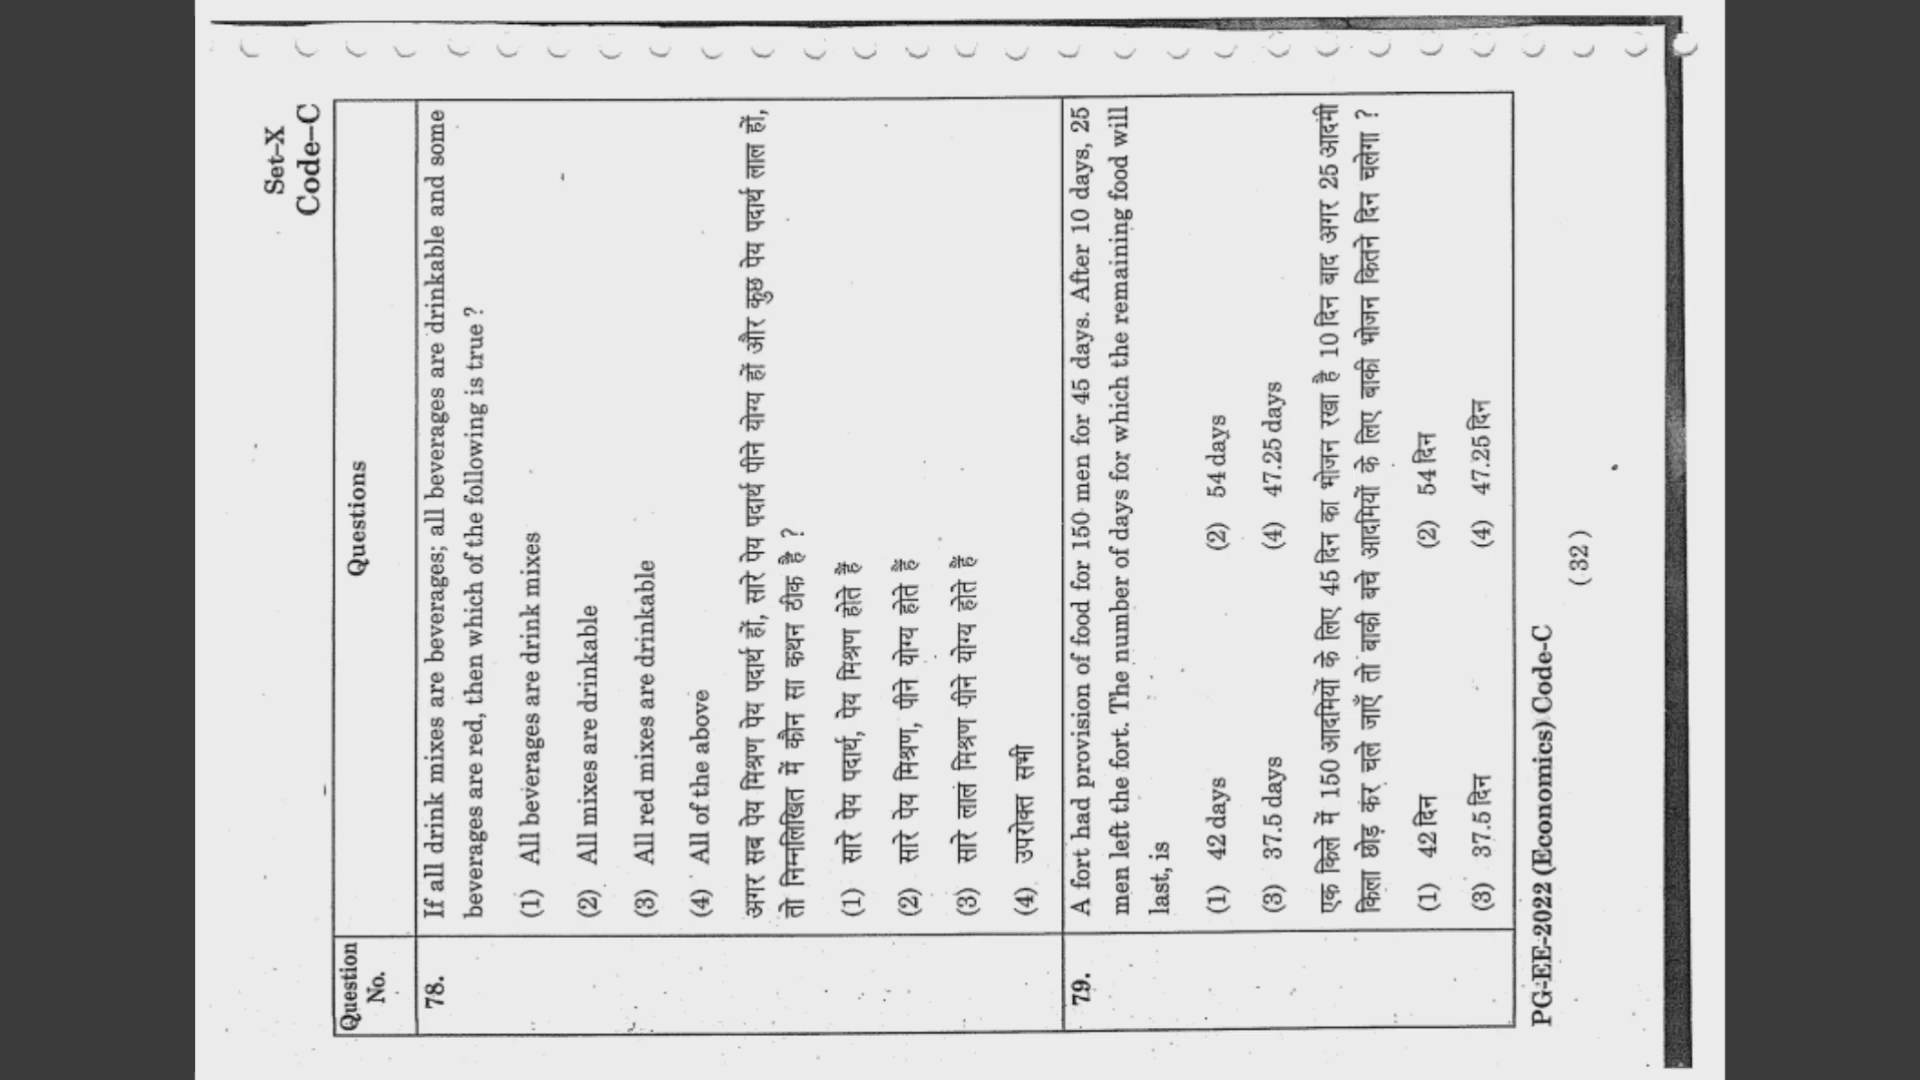 Set–X
Code–C
Question
No.
Questions
78.
If all drink mixes are beverages; all beverages are drinkable and some
beverages are red, then which of the following is true ?
(1) All beverages are drink mixes
(2) All mixes are drinkable
(3) All red mixes are drinkable
(4) All of the above
अगर सब पेय मिश्रण पेय पदार्थ हों, सारे पेय पदार्थ पीने योग्य हों और कुछ पेय पदार्थ लाल हों,
तो निम्नलिखित में कौन सा कथन ठीक है ?
(1) सारे पेय पदार्थ, पेय मिश्रण होते हैं
(2) सारे पेय मिश्रण, पीने योग्य होते हैं
(3) सारे लाल मिश्रण पीने योग्य होते हैं
(4) उपरोक्त सभी
79.
A fort had provision of food for 150 men for 45 days. After 10 days, 25
men left the fort. The number of days for which the remaining food will
last, is
(1) 42 days (2) 54 days
(3) 37.5 days (4) 47.25 days
एक किले में 150 आदमियों के लिए 45 दिन का भोजन रखा है 10 दिन बाद अगर 25 आदमी
किला छोड़ कर चले जाएँ तो बाकी बचे आदमियों के लिए बाकी भोजन कितने दिन चलेगा ?
(1) 42 दिन (2) 54 दिन
(3) 37.5 दिन (4) 47.25 दिन
PG-EE-2022 (Economics) Code-C
( 32 )